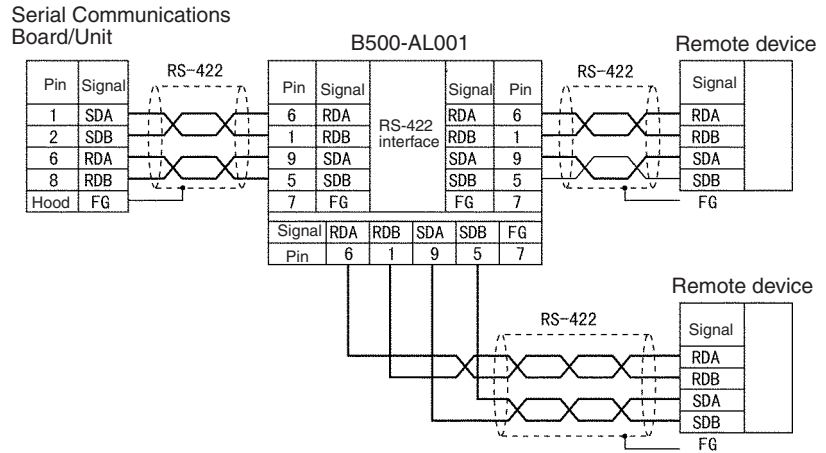 Serial Communications
Board/Unit
B500-AL001
Remote device
RS-422
RS-422
Pin Signal
Pin Signal
Signal Pin
Signal
1 SDA
6 RDA
RDA 6
RDA
2 SDB
1 RDB
RS-422
interface
RDB 1
RDB
6 RDA
9 SDA
SDA 9
SDA
8 RDB
5 SDB
SDB 5
SDB
Hood FG
7 FG
FG 7
FG
Signal RDA RDB SDA SDB FG
Pin 6 1 9 5 7
Remote device
RS-422
Signal
RDA
RDB
SDA
SDB
FG